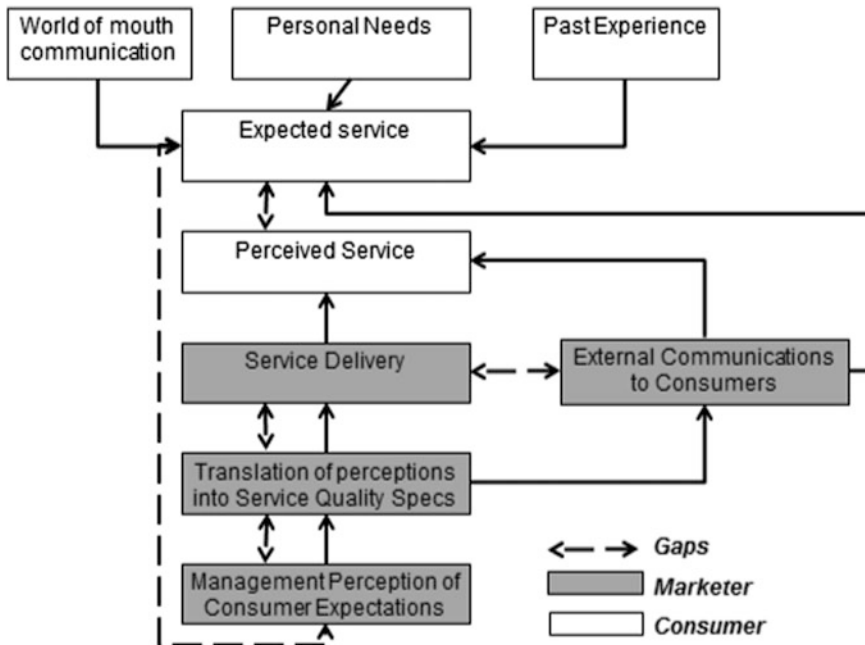 World of mouth
communication
Personal Needs
Past Experience
Expected service
Perceived Service
Service Delivery
External Communications
to Consumers
Translation of perceptions
into Service Quality Specs
Management Perception of
Consumer Expectations
Gaps
Marketer
Consumer